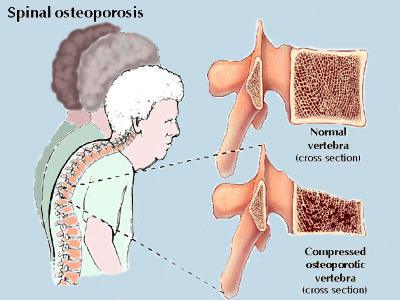 Spinal osteoporosis
Normal
vertebra
(cross section)
Compressed
osteoporotic
vertebra
(cross section)